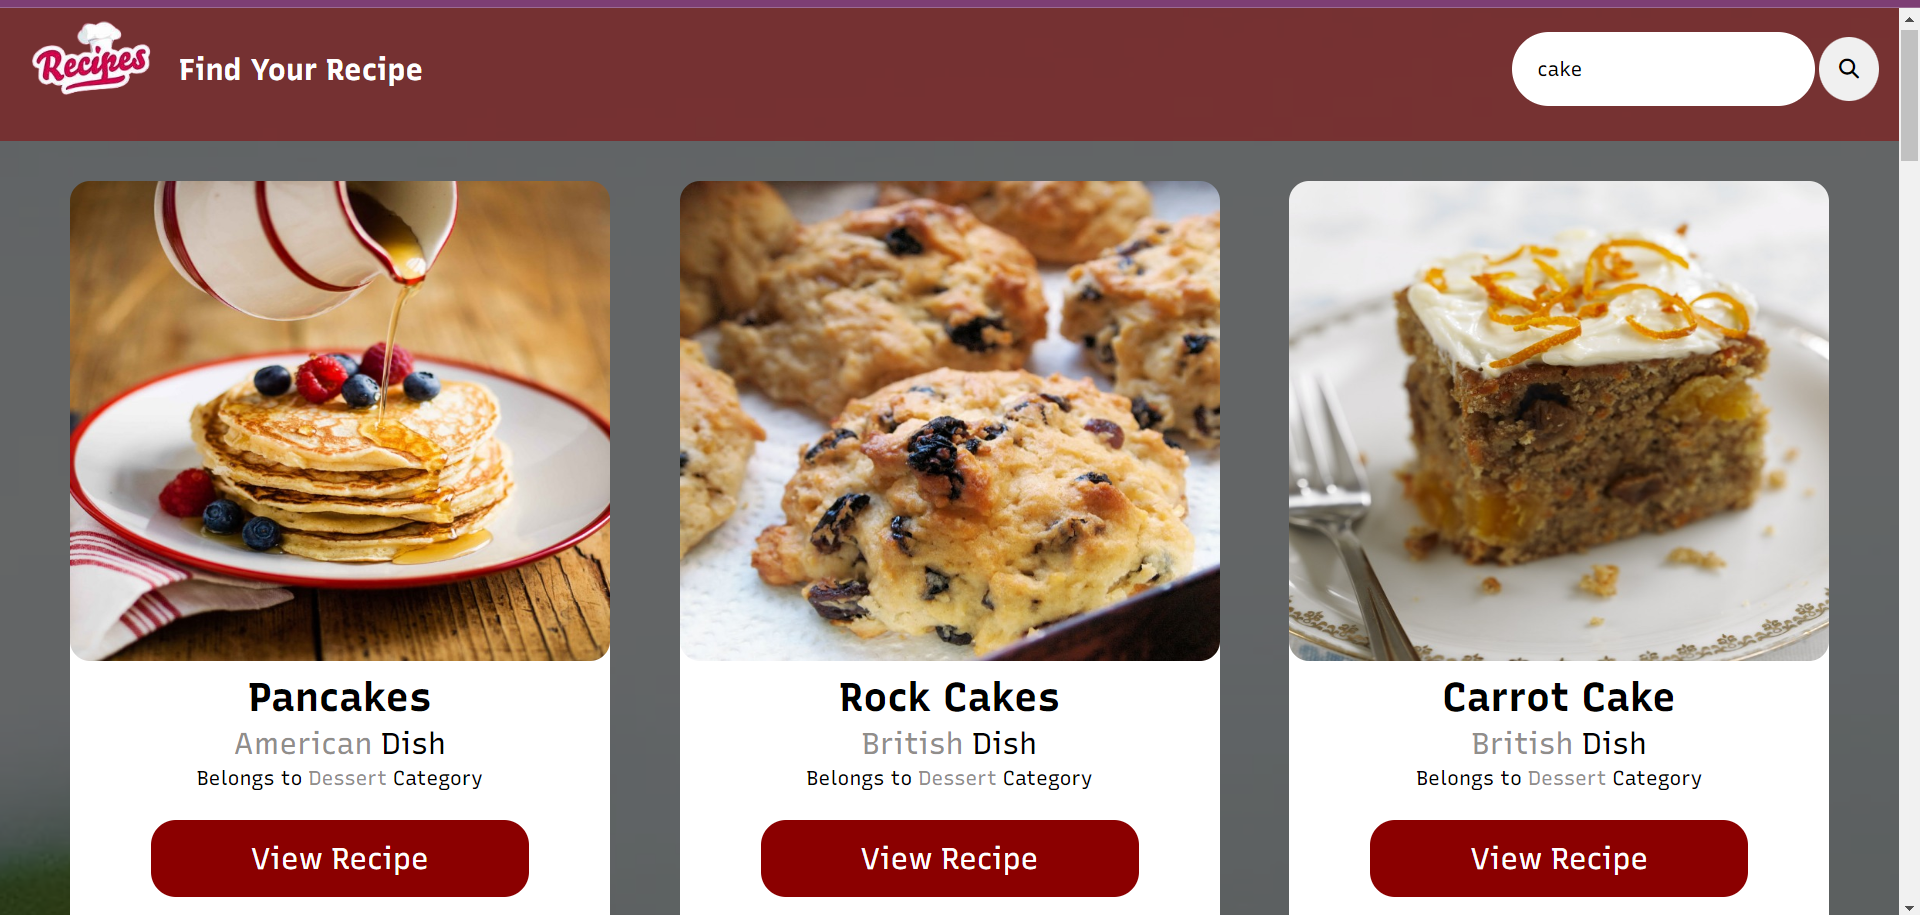 Recipes
Find Your Recipe
cake
Pancakes
American Dish
Belongs to Dessert Category
View Recipe
Rock Cakes
British Dish
Belongs to Dessert Category
View Recipe
Carrot Cake
British Dish
Belongs to Dessert Category
View Recipe